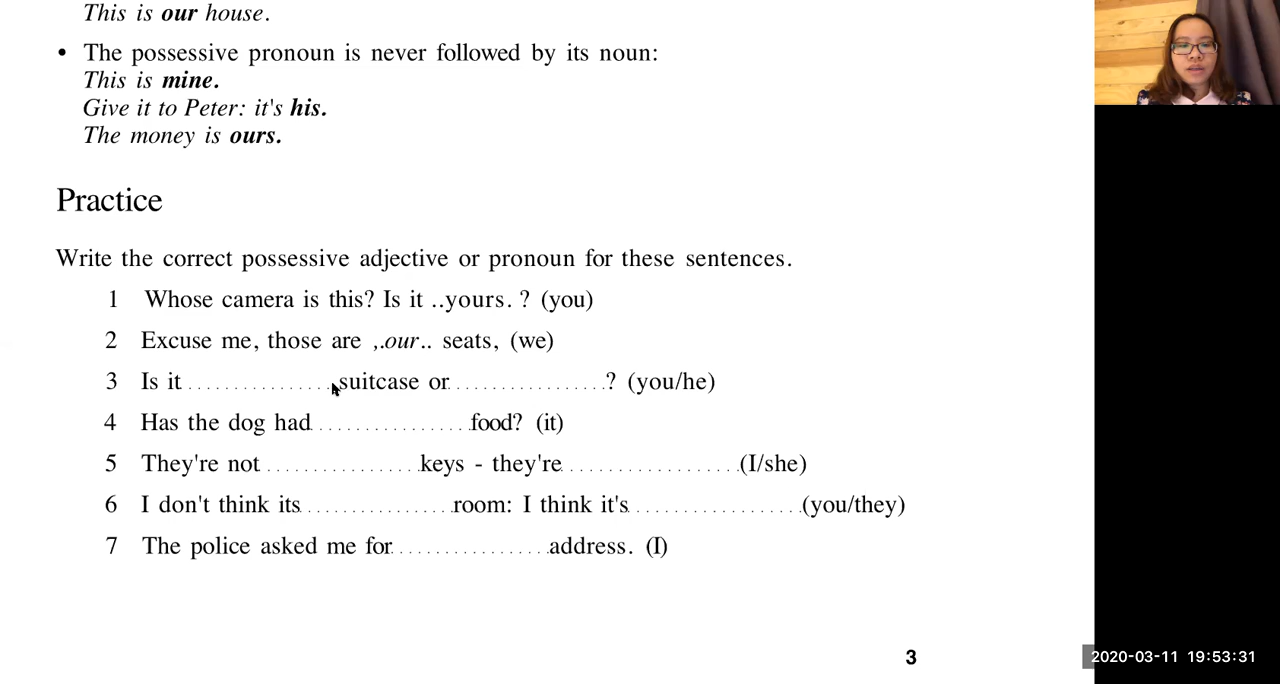 This is our house.
• The possessive pronoun is never followed by its noun:
This is mine.
Give it to Peter: it's his.
The money is ours.
Practice
Write the correct possessive adjective or pronoun for these sentences.
1 Whose camera is this? Is it ..yours. ? (you)
2 Excuse me, those are ,.our.. seats, (we)
3 Is it ................ suitcase or ................. ? (you/he)
4 Has the dog had ................. food? (it)
5 They're not ................. keys - they're ................... (I/she)
6 I don't think its ................ room: I think it's ................... (you/they)
7 The police asked me for ................. address. (I)
3
2020-03-11 19:53:31